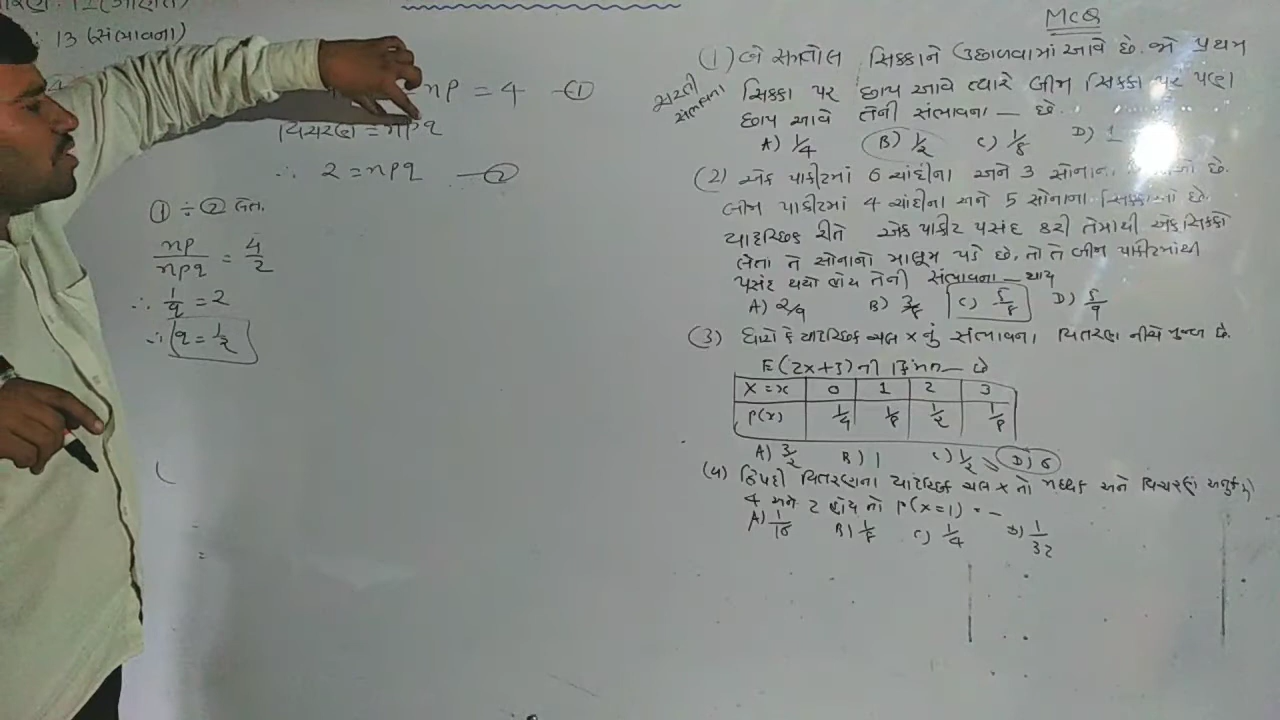 13 (સંભાવના)
np = 4 —①
વિચરણ = npq
∴ 2 = npq —②
① ÷ ② લેતા.
np/npq = 4/2
∴ 1/q = 2
∴ q = 1/2
MCQ
(1) બે સમતોલ સિક્કાને ઉછાળવામાં આવે છે. જો પ્રથમ
સિક્કા પર છાપ આવે ત્યારે બીજા સિક્કા પર પણ
છાપ આવે તેની સંભાવના — છે.
A) 1/4 B) 1/2 C) 1/8 D) 1
(2) એક પાકીટમાં 6 ચાંદીના અને 3 સોનાના છે.
બીજા પાકીટમાં 4 ચાંદીના અને 5 સોનાના સિક્કાઓ છે.
યાદચ્છિક રીતે એક પાકીટ પસંદ કરી તેમાથી એક સિક્કો
લેતા તે સોનાનો માલૂમ પડે છે, તો તે બીજા પાકીટમાંથી
પસંદ થયો હોય તેની સંભાવના — થાય
A) 2/9 B) 3/8 C) 5/8 D) 5/9
(3) ધારો કે યાદચ્છિક ચલ X નું સંભાવના વિતરણ નીચે મુજબ છે.
E(2x+3) ની કિંમત — છે
X = x 0 1 2 3
P(x) 1/4 1/8 1/2 1/8
A) 3/2 B) 1 C) 1/2 D) 6
(4) દ્વિપદી વિતરણના યાદચ્છિક ચલ X નો મધ્યક અને વિચરણ અનુક્રમે
4 અને 2 હોય તો P(x=1) = —
A) 1/16 B) 1/8 C) 1/4 D) 1/32